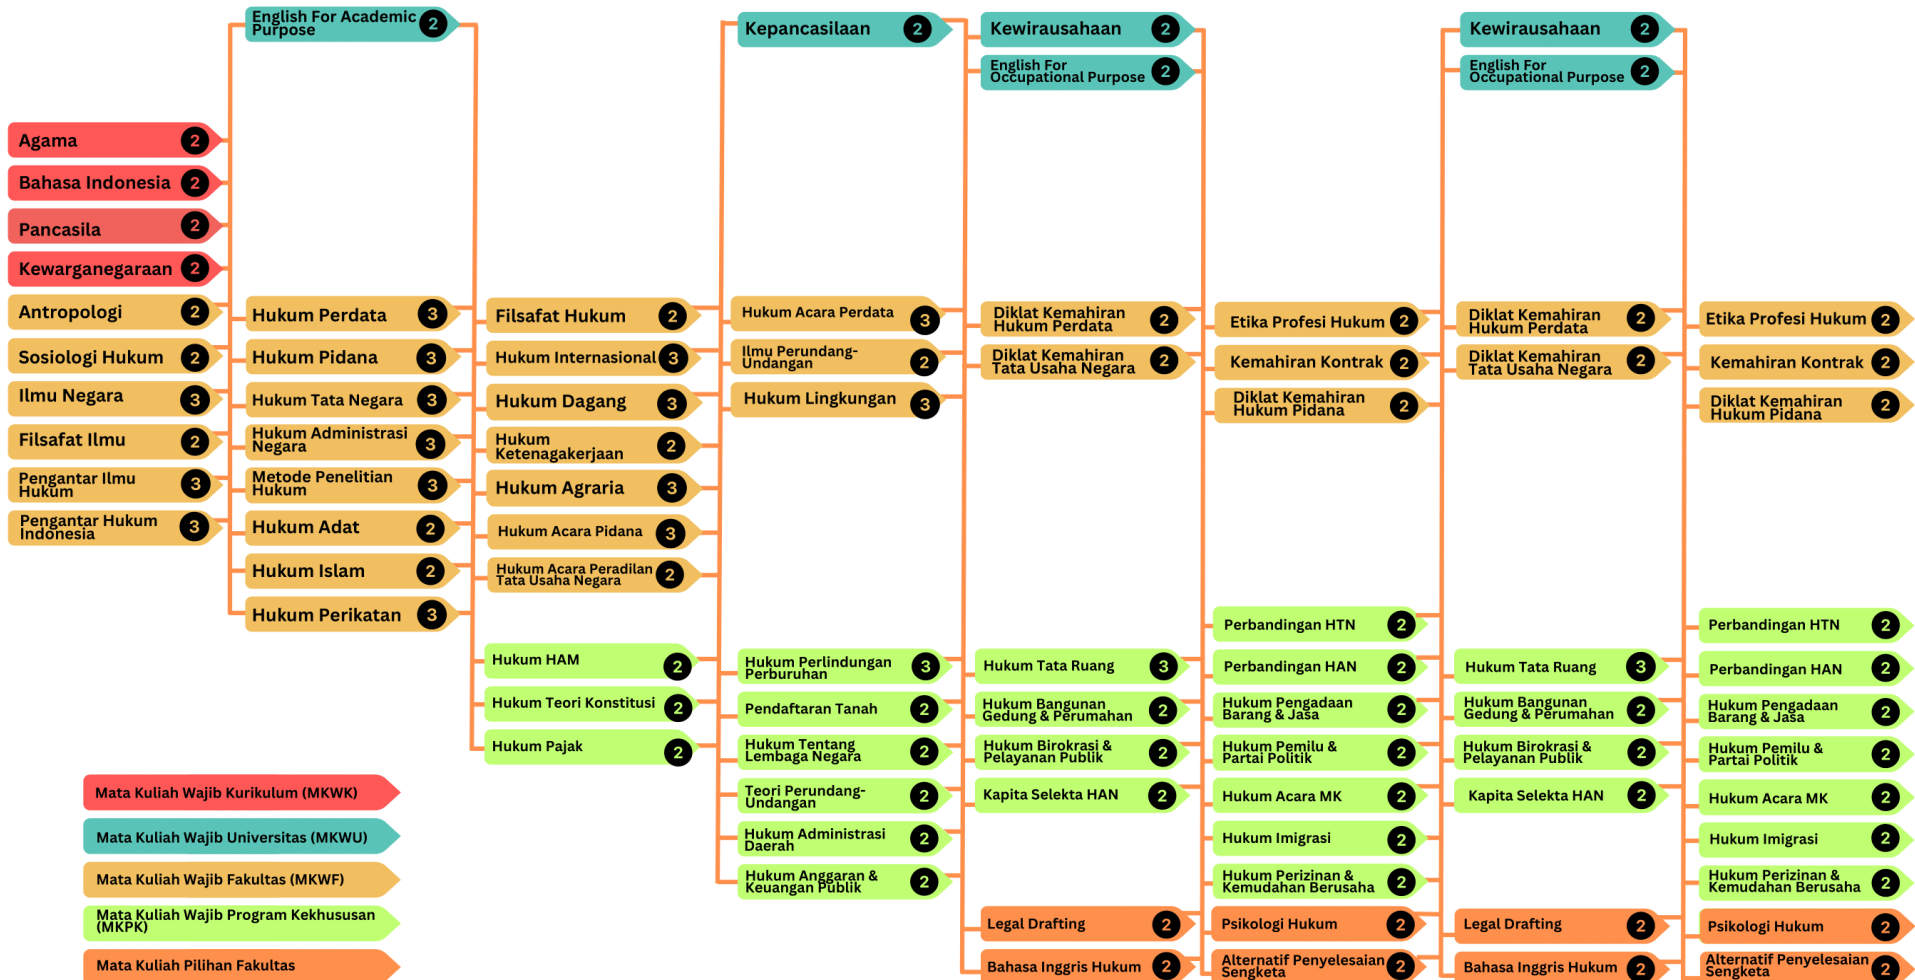 Agama 2
Bahasa Indonesia 2
Pancasila 2
Kewarganegaraan 2
Antropologi 2
Sosiologi Hukum 2
Ilmu Negara 3
Filsafat Ilmu 2
Pengantar Ilmu
Hukum 3
Pengantar Hukum
Indonesia 3
English For Academic
Purpose 2
Hukum Perdata 3
Hukum Pidana 3
Hukum Tata Negara 3
Hukum Administrasi
Negara 3
Metode Penelitian
Hukum 3
Hukum Adat 2
Hukum Islam 2
Hukum Perikatan 3
Filsafat Hukum 2
Hukum Internasional 3
Hukum Dagang 3
Hukum
Ketenagakerjaan 2
Hukum Agraria 3
Hukum Acara Pidana 3
Hukum Acara Peradilan
Tata Usaha Negara 2
Hukum HAM 2
Hukum Teori Konstitusi 2
Hukum Pajak 2
Kepancasilaan 2
Hukum Acara Perdata 3
Ilmu Perundang-
Undangan 2
Hukum Lingkungan 3
Hukum Perlindungan
Perburuhan 3
Pendaftaran Tanah 2
Hukum Tentang
Lembaga Negara 2
Teori Perundang-
Undangan 2
Hukum Administrasi
Daerah 2
Hukum Anggaran &
Keuangan Publik 2
Kewirausahaan 2
English For
Occupational Purpose 2
Diklat Kemahiran
Hukum Perdata 2
Diklat Kemahiran
Tata Usaha Negara 2
Hukum Tata Ruang 3
Hukum Bangunan
Gedung & Perumahan 2
Hukum Birokrasi &
Pelayanan Publik 2
Kapita Selekta HAN 2
Legal Drafting 2
Bahasa Inggris Hukum 2
Etika Profesi Hukum 2
Kemahiran Kontrak 2
Diklat Kemahiran
Hukum Pidana 2
Perbandingan HTN 2
Perbandingan HAN 2
Hukum Pengadaan
Barang & Jasa 2
Hukum Pemilu &
Partai Politik 2
Hukum Acara MK 2
Hukum Imigrasi 2
Hukum Perizinan &
Kemudahan Berusaha 2
Psikologi Hukum 2
Alternatif Penyelesaian
Sengketa 2
Kewirausahaan 2
English For
Occupational Purpose 2
Diklat Kemahiran
Hukum Perdata 2
Diklat Kemahiran
Tata Usaha Negara 2
Hukum Tata Ruang 3
Hukum Bangunan
Gedung & Perumahan 2
Hukum Birokrasi &
Pelayanan Publik 2
Kapita Selekta HAN 2
Legal Drafting 2
Bahasa Inggris Hukum 2
Etika Profesi Hukum 2
Kemahiran Kontrak 2
Diklat Kemahiran
Hukum Pidana 2
Perbandingan HTN 2
Perbandingan HAN 2
Hukum Pengadaan
Barang & Jasa 2
Hukum Pemilu &
Partai Politik 2
Hukum Acara MK 2
Hukum Imigrasi 2
Hukum Perizinan &
Kemudahan Berusaha 2
Psikologi Hukum 2
Alternatif Penyelesaian
Sengketa 2
Mata Kuliah Wajib Kurikulum (MKWK)
Mata Kuliah Wajib Universitas (MKWU)
Mata Kuliah Wajib Fakultas (MKWF)
Mata Kuliah Wajib Program Kekhususan
(MKPK)
Mata Kuliah Pilihan Fakultas